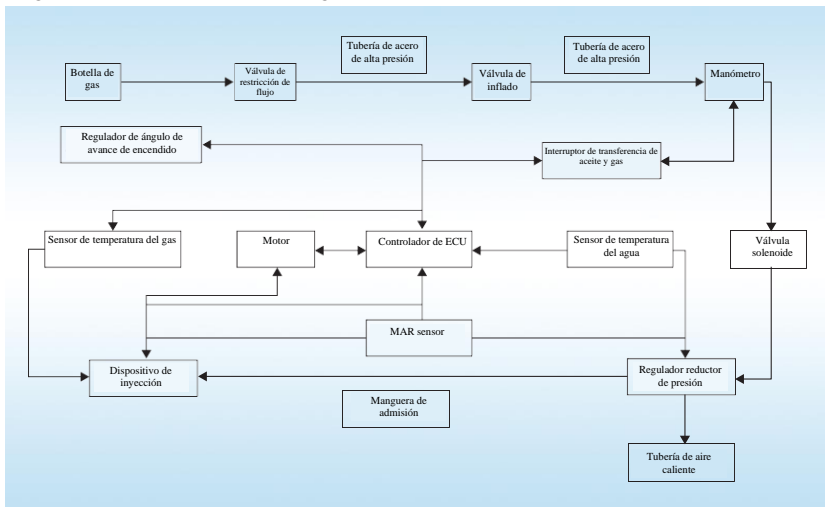 Tubería de acero
de alta presión
Tubería de acero
de alta presión
Botella de
gas
Válvula de
restricción de
flujo
Válvula de
inflado
Manómetro
Regulador de ángulo de
avance de encendido
Interruptor de transferencia de
aceite y gas
Sensor de temperatura del gas
Motor
Controlador de ECU
Sensor de temperatura
del agua
Válvula
solenoide
MAR sensor
Dispositivo de
inyección
Regulador reductor
de presión
Manguera de
admisión
Tubería de aire
caliente